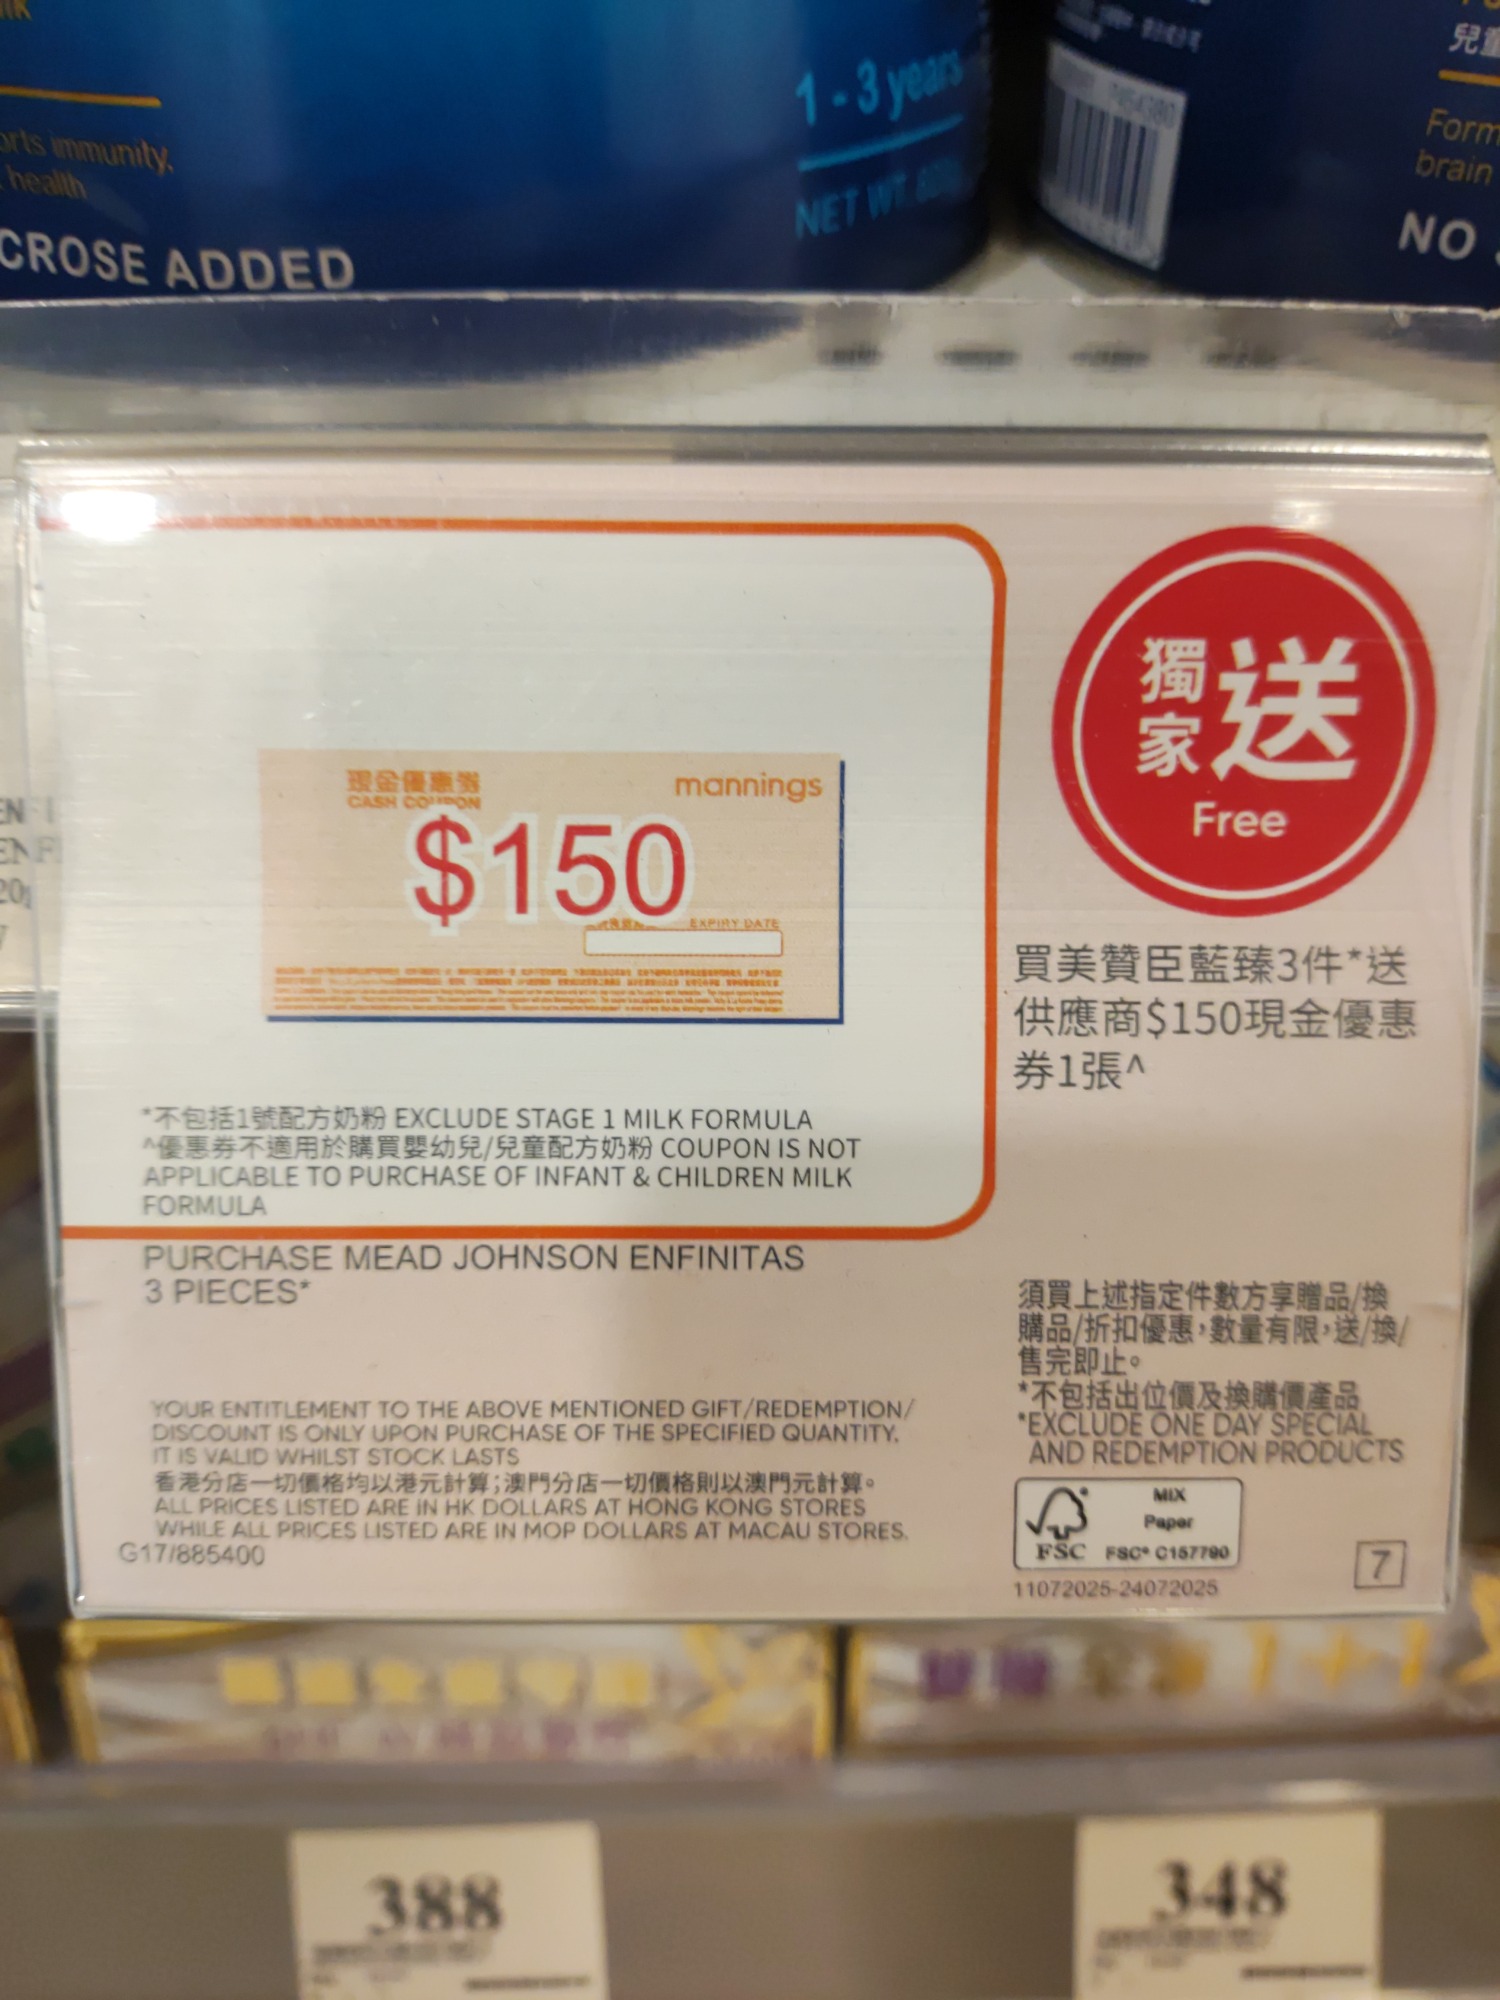 1 - 3 years
NET WT.
orts immunity,
health
CROSE ADDED
Form
brain
NO
獨家送
Free
現金優惠券
CASH COUPON
mannings
$150
EXPIRY DATE
買美贊臣藍臻3件*送
供應商$150現金優惠
券1張^
*不包括1號配方奶粉 EXCLUDE STAGE 1 MILK FORMULA
^優惠券不適用於購買嬰幼兒/兒童配方奶粉 COUPON IS NOT
APPLICABLE TO PURCHASE OF INFANT & CHILDREN MILK
FORMULA
PURCHASE MEAD JOHNSON ENFINITAS
3 PIECES*
須買上述指定件數方享贈品/換
購品/折扣優惠，數量有限，送/換/
售完即止。
*不包括出位價及換購價產品
*EXCLUDE ONE DAY SPECIAL
AND REDEMPTION PRODUCTS
YOUR ENTITLEMENT TO THE ABOVE MENTIONED GIFT/REDEMPTION/
DISCOUNT IS ONLY UPON PURCHASE OF THE SPECIFIED QUANTITY.
IT IS VALID WHILST STOCK LASTS
香港分店一切價格均以港元計算；澳門分店一切價格則以澳門元計算。
ALL PRICES LISTED ARE IN HK DOLLARS AT HONG KONG STORES
WHILE ALL PRICES LISTED ARE IN MOP DOLLARS AT MACAU STORES.
G17/885400
MIX
Paper
FSC FSC® C157790
11072025-24072025
7
388
348